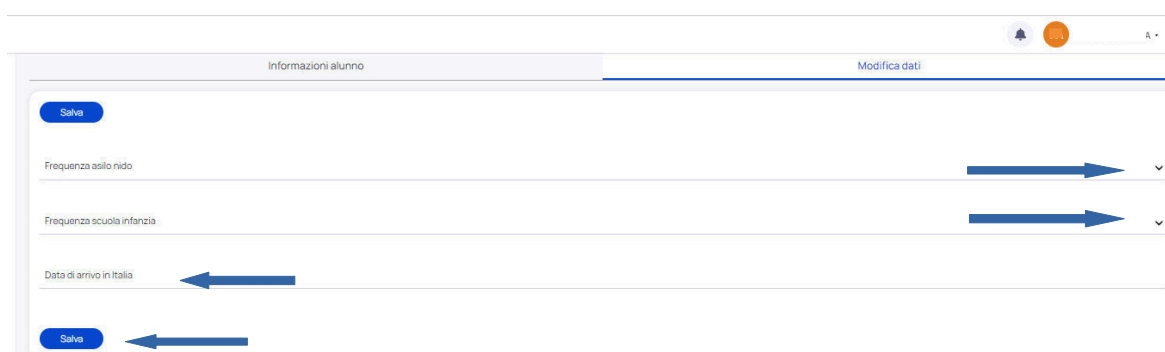 A
Informazioni alunno
Modifica dati
Salva
Frequenza asilo nido
Frequenza scuola infanzia
Data di arrivo in Italia
Salva